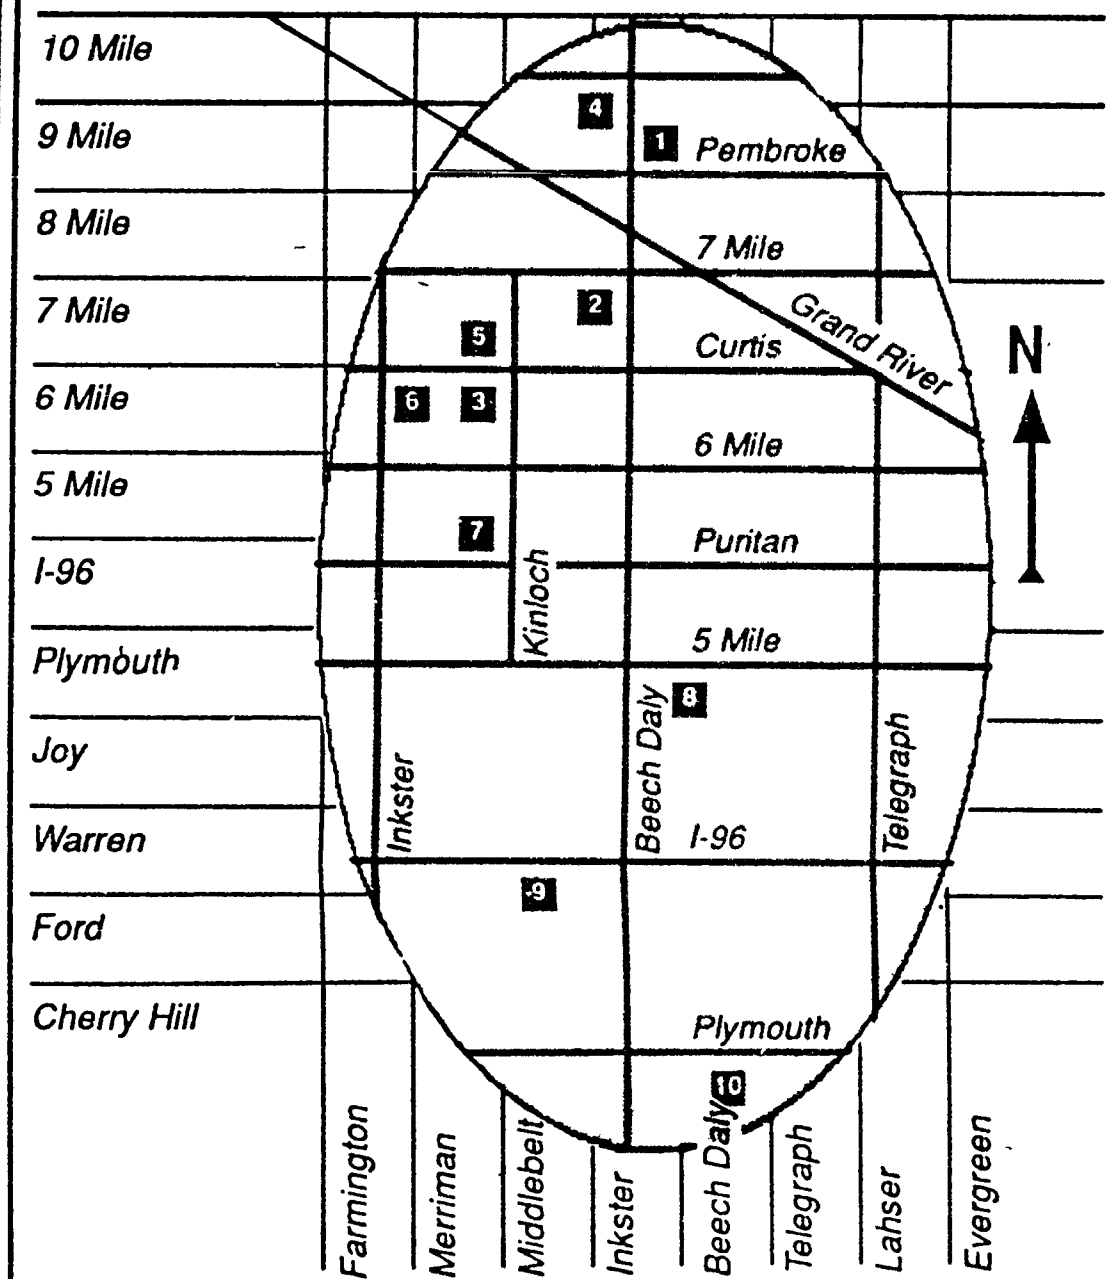 10 Mile
4
9 Mile
1
Pembroke
8 Mile
7 Mile
7 Mile
2
Grand River
5
Curtis
N
6 Mile
6
3
6 Mile
5 Mile
7
Puritan
I-96
Kinloch
5 Mile
Plymouth
8
Joy
Inkster
Beech Daly
Telegraph
Warren
I-96
9
Ford
Cherry Hill
Plymouth
10
Farmington
Merriman
Middlebelt
Inkster
Beech Daly
Telegraph
Lahser
Evergreen